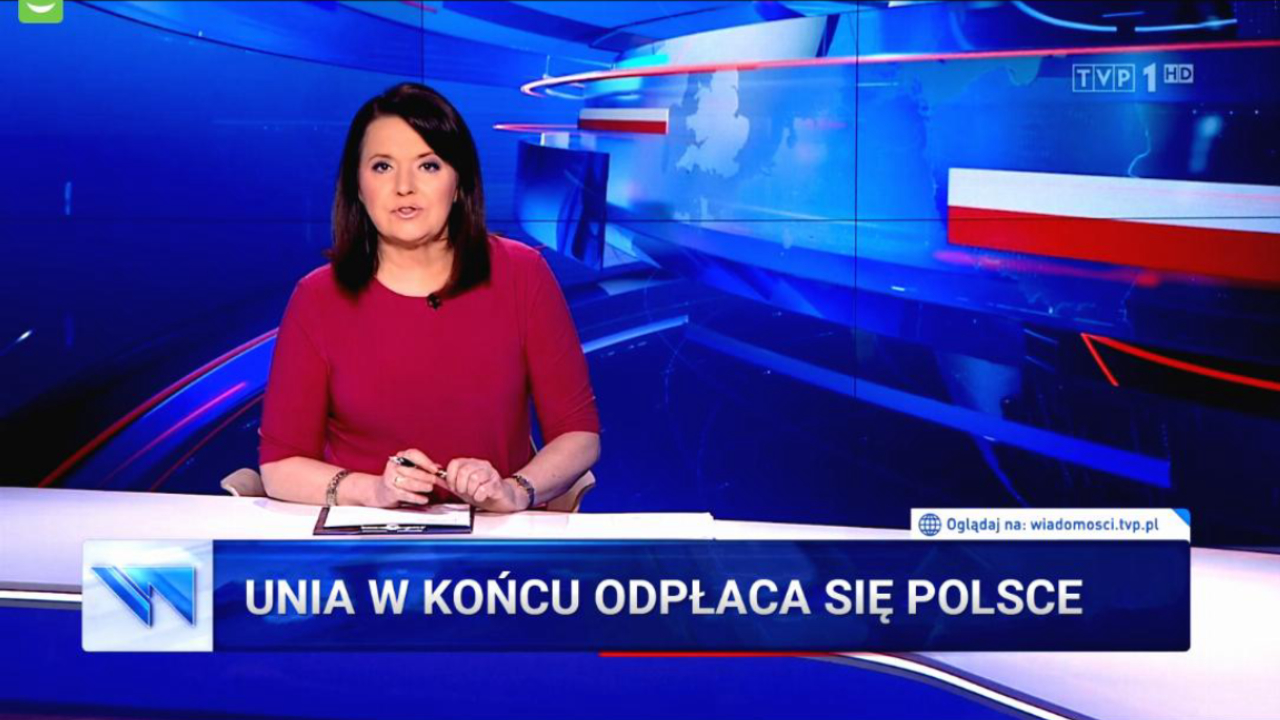 TVP 1 HD
Oglądaj na: wiadomosci.tvp.pl
UNIA W KOŃCU ODPŁACA SIĘ POLSCE